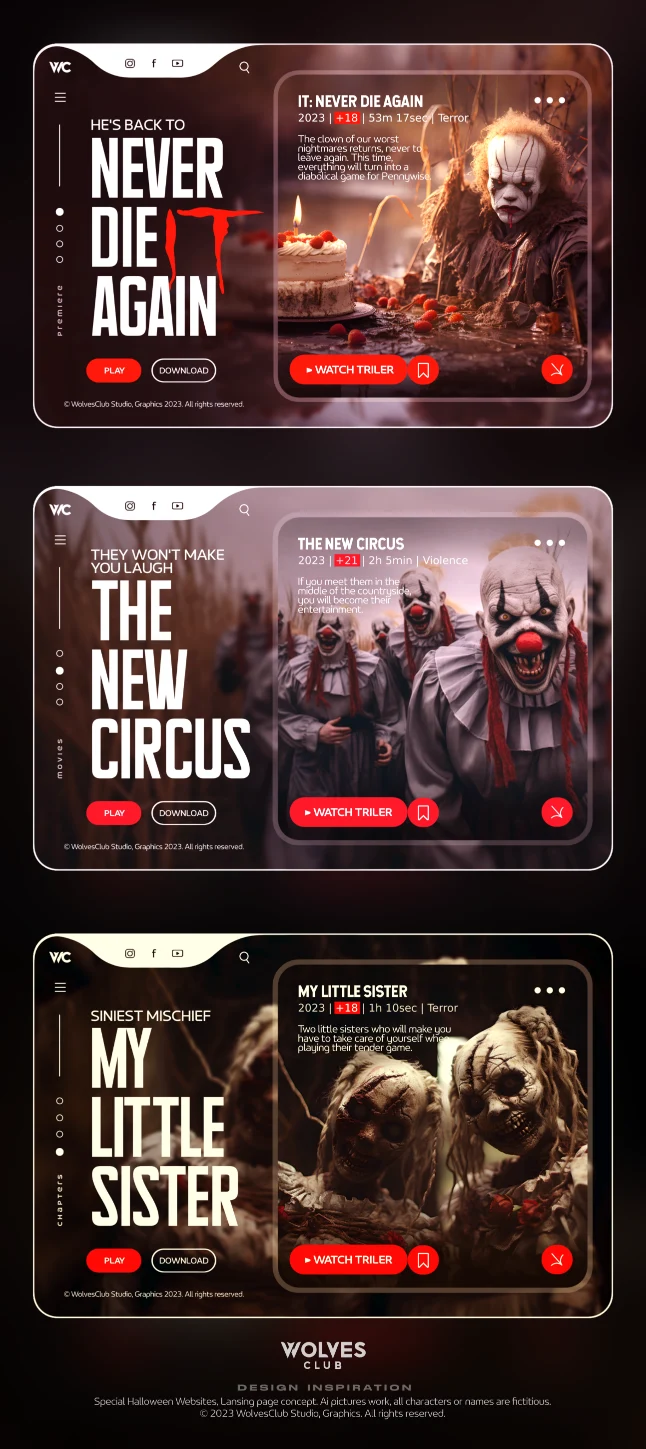 WC
f
HE'S BACK TO
NEVER
DIE IT
AGAIN
premiere
PLAY
DOWNLOAD
© WolvesClub Studio, Graphics 2023. All rights reserved.
IT: NEVER DIE AGAIN
2023 | +18 | 53m 17sec | Terror
The clown of our worst
nightmares returns, never to
leave again. This time,
everything will turn into a
diabolical game for Pennywise.
▸ WATCH TRILER
WC
f
THEY WON'T MAKE
YOU LAUGH
THE
NEW
CIRCUS
movies
PLAY
DOWNLOAD
© WolvesClub Studio, Graphics 2023. All rights reserved.
THE NEW CIRCUS
2023 | +21 | 2h 5min | Violence
If you meet them in the
middle of the countryside,
you will become their
entertainment.
▸ WATCH TRILER
WC
f
SINIEST MISCHIEF
MY
LITTLE
SISTER
CHAPTERS
PLAY
DOWNLOAD
© WolvesClub Studio, Graphics 2023. All rights reserved.
MY LITTLE SISTER
2023 | +18 | 1h 10sec | Terror
Two little sisters who will make you
have to take care of yourself when
playing their tender game.
▸ WATCH TRILER
WOLVES
CLUB
DESIGN INSPIRATION
Special Halloween Websites, Lansing page concept. Ai pictures work, all characters or names are fictitious.
© 2023 WolvesClub Studio, Graphics. All rights reserved.